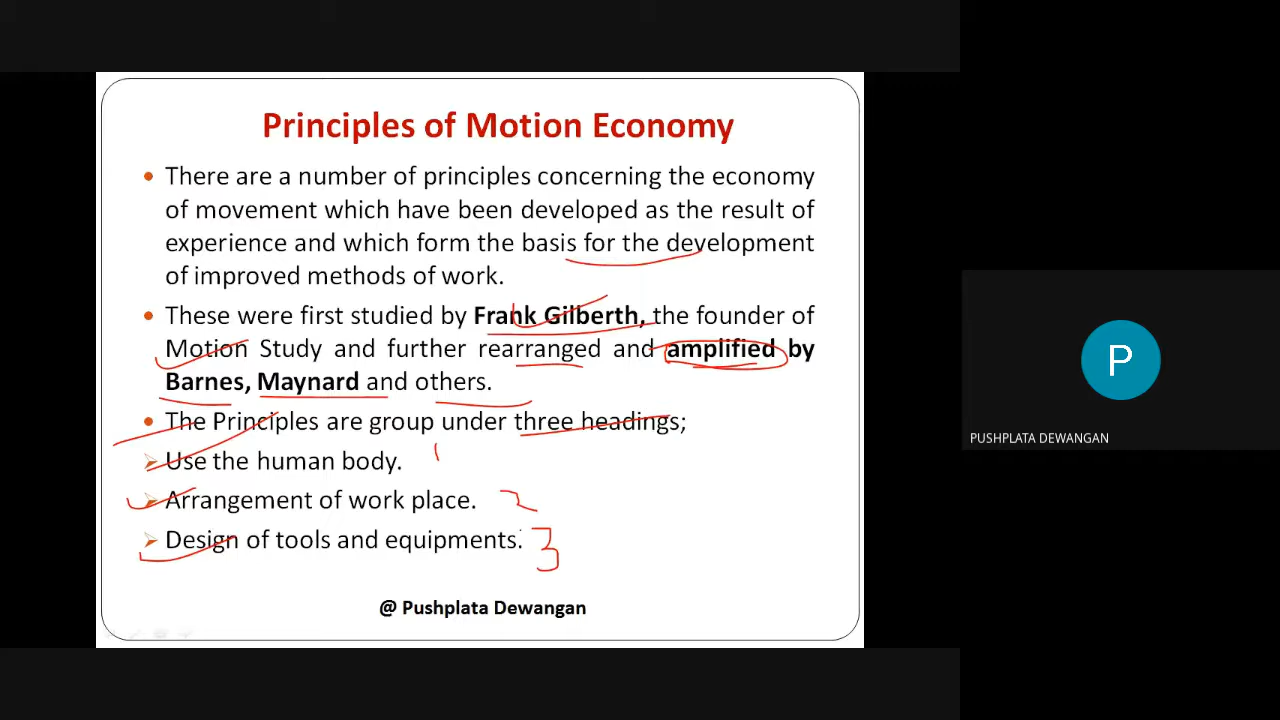 Principles of Motion Economy
• There are a number of principles concerning the economy
of movement which have been developed as the result of
experience and which form the basis for the development
of improved methods of work.
• These were first studied by Frank Gilberth, the founder of
Motion Study and further rearranged and amplified by
Barnes, Maynard and others.
• The Principles are group under three headings;
➢ Use the human body. 1
➢ Arrangement of work place. 2
➢ Design of tools and equipments. 3
@ Pushplata Dewangan
P
PUSHPLATA DEWANGAN